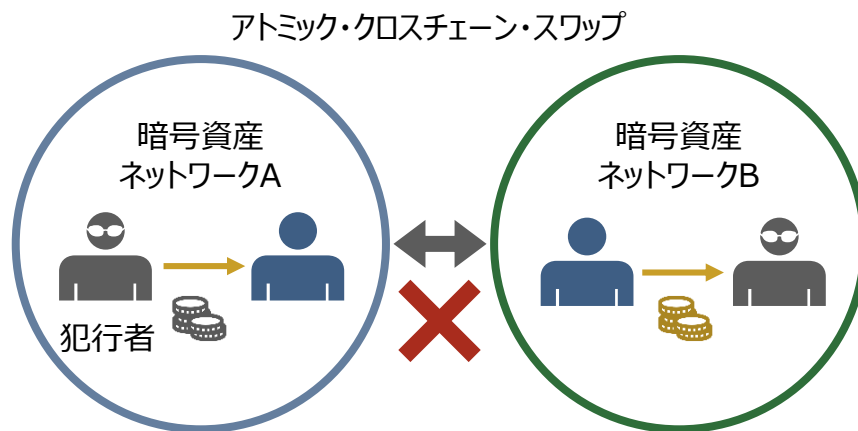 アトミック・クロスチェーン・スワップ
暗号資産
ネットワークA
暗号資産
ネットワークB
犯行者